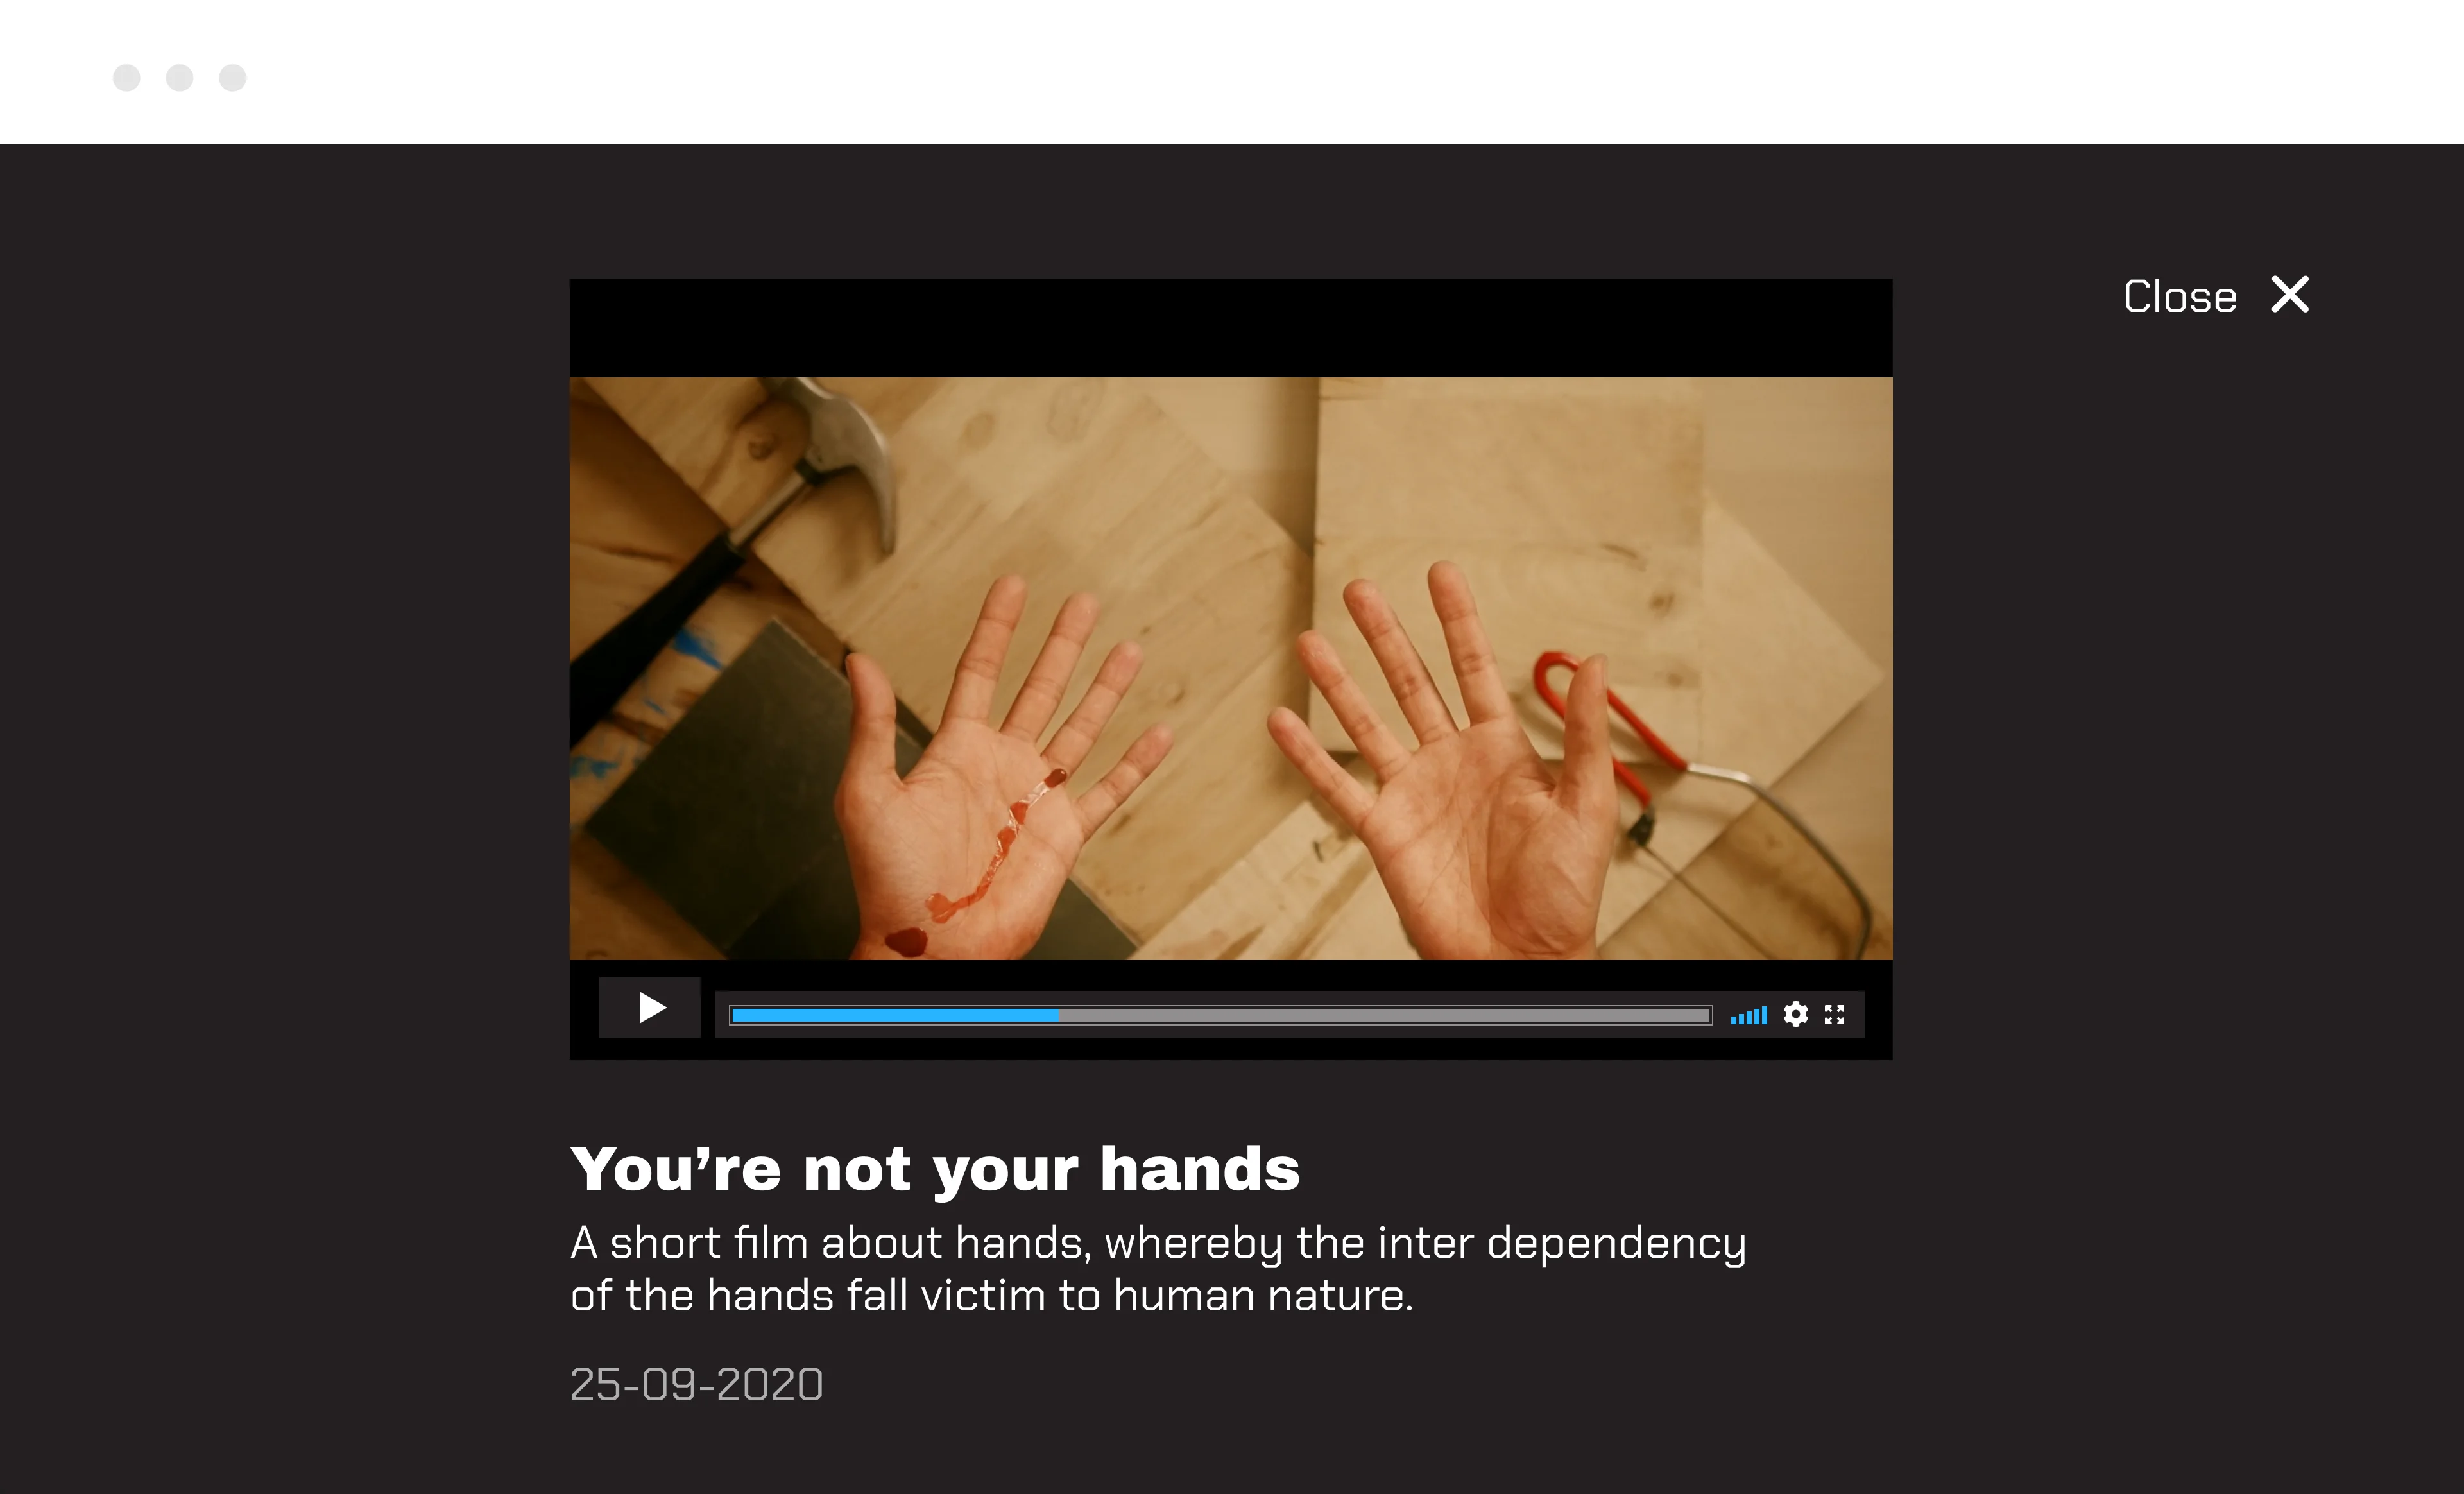 Close
You’re not your hands
A short film about hands, whereby the inter dependency
of the hands fall victim to human nature.
25-09-2020